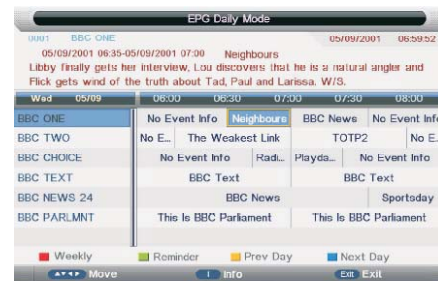 EPG Daily Mode
0001 BBC ONE 05/09/2001 06:59:52
05/09/2001 06:35-05/09/2001 07:00 Neighbours
Libby finally gets her interview, Lou discovers that he is a natural angler and
Flick gets wind of the truth about Tad, Paul and Larissa. W/S.
Wed 05/09 06:00 06:30 07:00 07:30 08:00
BBC ONE No Event Info Neighbours BBC News No Event Info
BBC TWO No E... The Weakest Link TOTP2 No E..
BBC CHOICE No Event Info Radi... Playda.. No Event Info
BBC TEXT BBC Text BBC Text
BBC NEWS 24 BBC News Sportsday
BBC PARLMNT This Is BBC Parliament This Is BBC Parliament
Weekly Reminder Prev Day Next Day
Move i Info Exit Exit